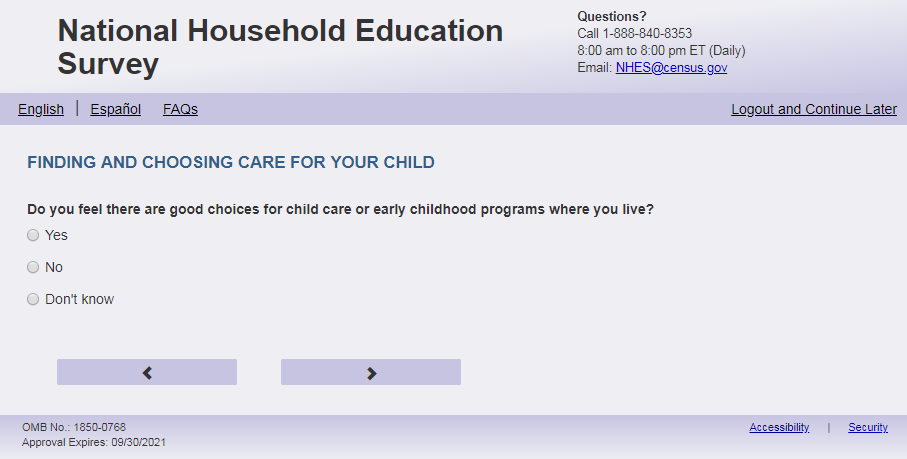 National Household Education
Survey
Questions?
Call 1-888-840-8353
8:00 am to 8:00 pm ET (Daily)
Email: NHES@census.gov
English | Español FAQs Logout and Continue Later
FINDING AND CHOOSING CARE FOR YOUR CHILD
Do you feel there are good choices for child care or early childhood programs where you live?
Yes
No
Don't know
OMB No.: 1850-0768
Approval Expires: 09/30/2021
Accessibility | Security